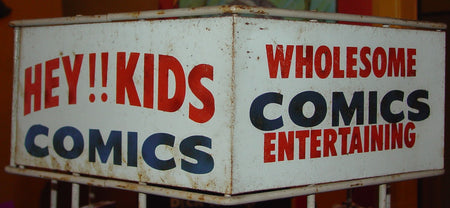 HEY!! KIDS
COMICS
WHOLESOME
COMICS
ENTERTAINING